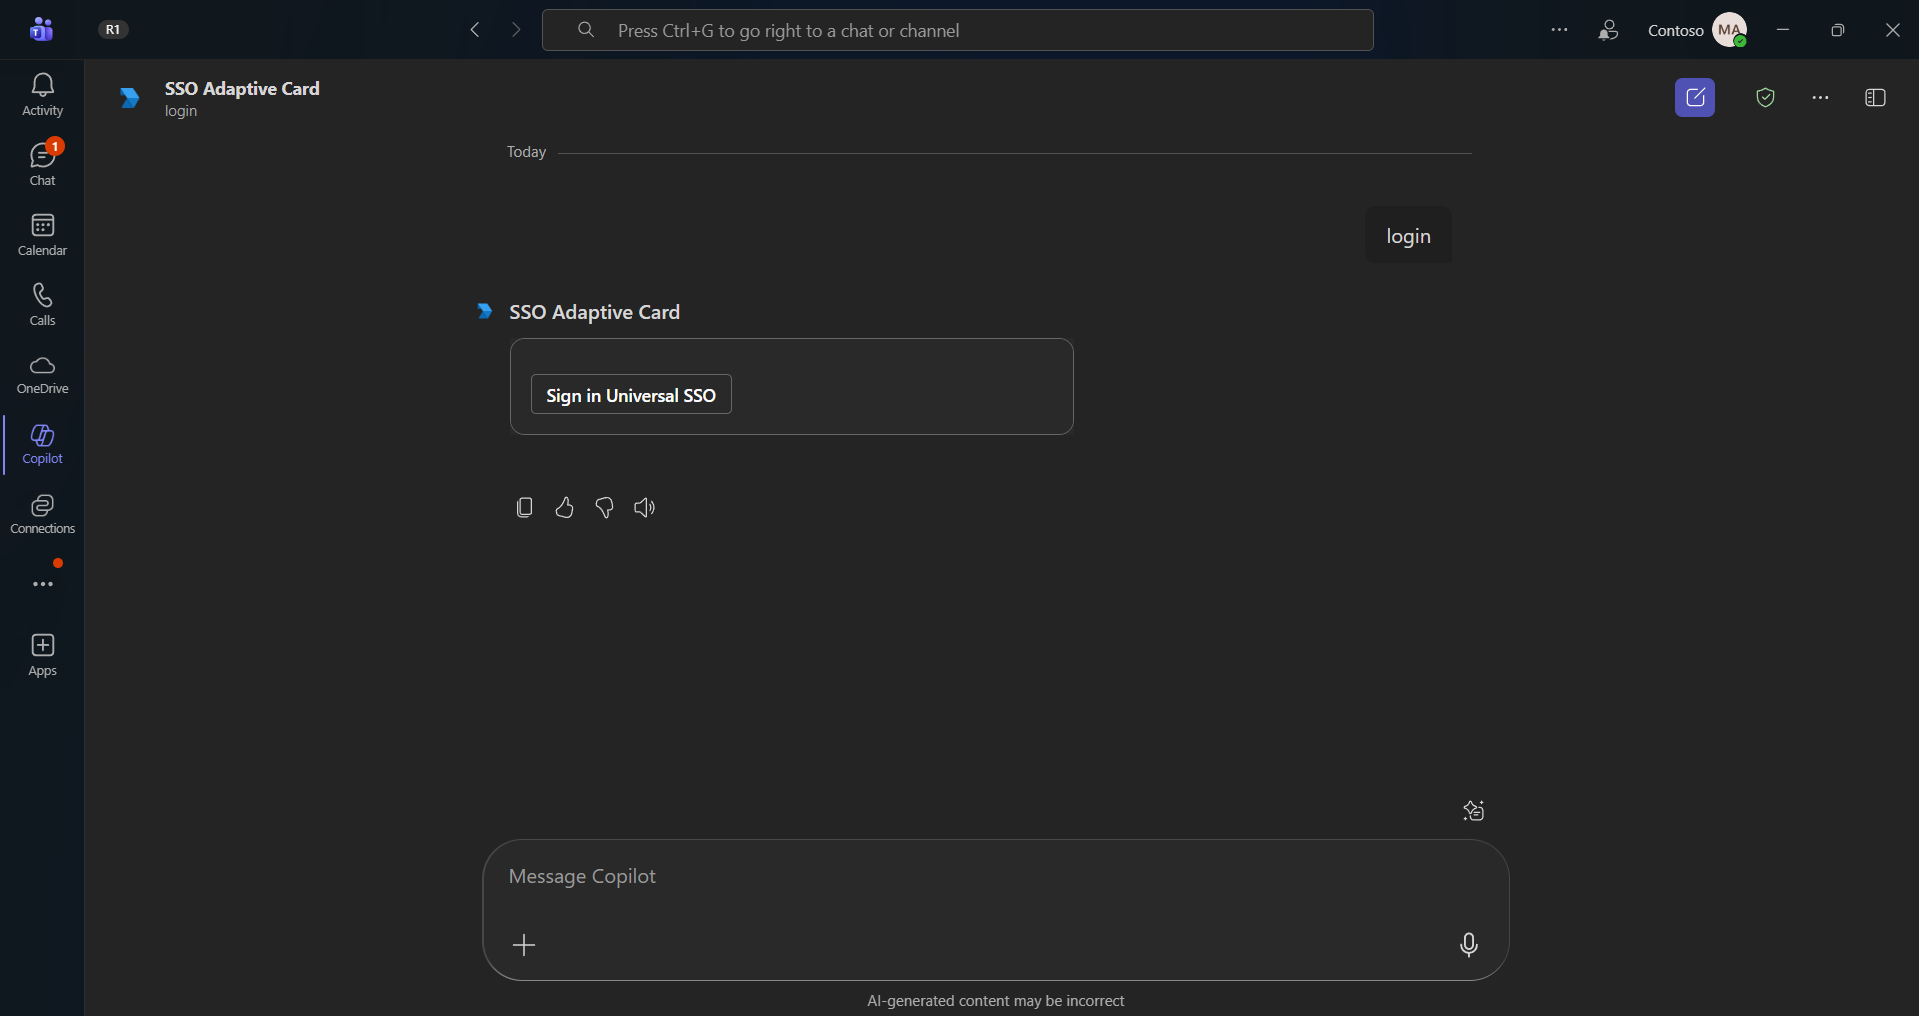 R1
Press Ctrl+G to go right to a chat or channel
Contoso
MA
Activity
1
Chat
Calendar
Calls
OneDrive
Copilot
Connections
Apps
SSO Adaptive Card
login
Today
login
SSO Adaptive Card
Sign in Universal SSO
Message Copilot
AI-generated content may be incorrect